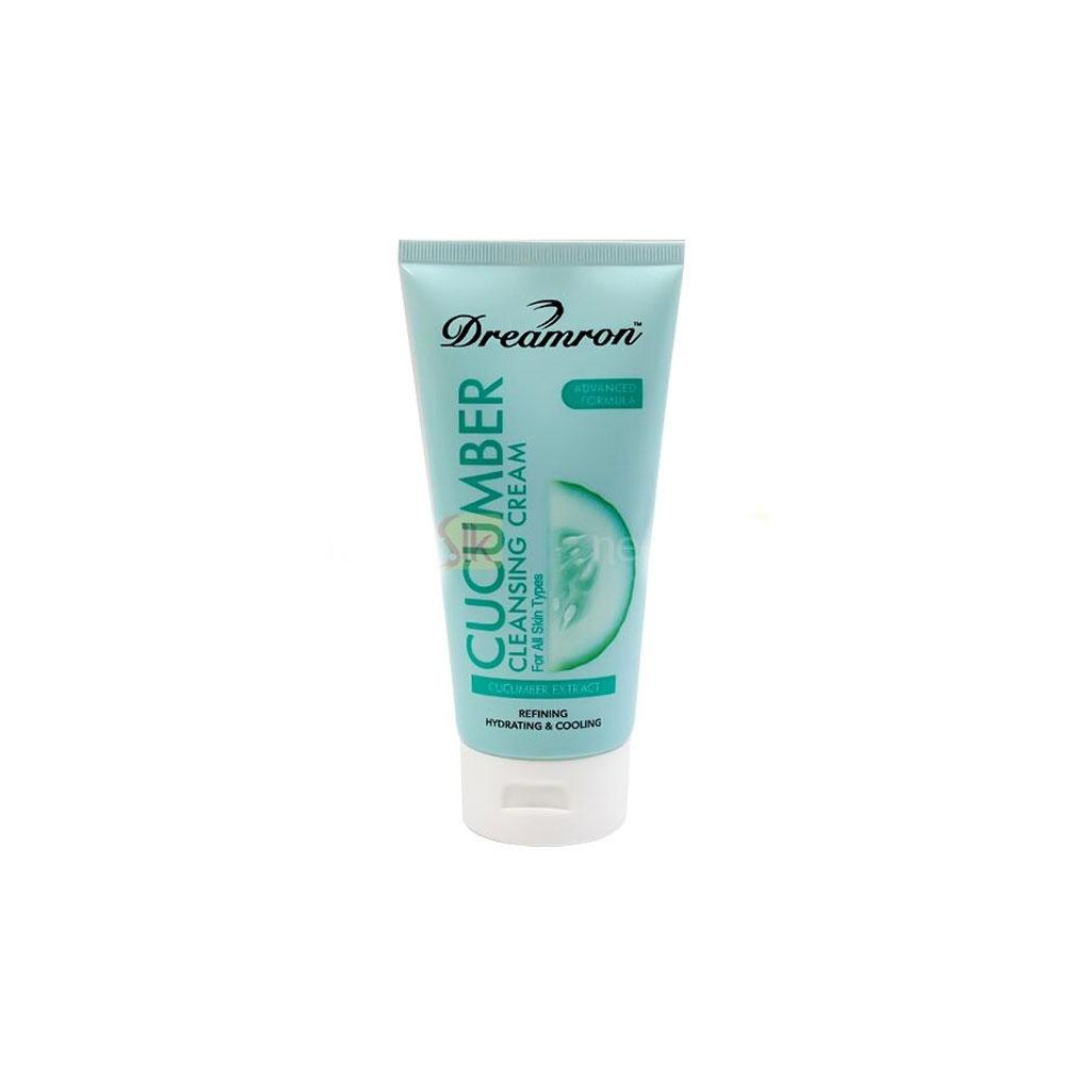 Dreamron™
ADVANCED
FORMULA
CUCUMBER
CLEANSING CREAM
For All Skin Types
CUCUMBER EXTRACT
REFINING
HYDRATING & COOLING